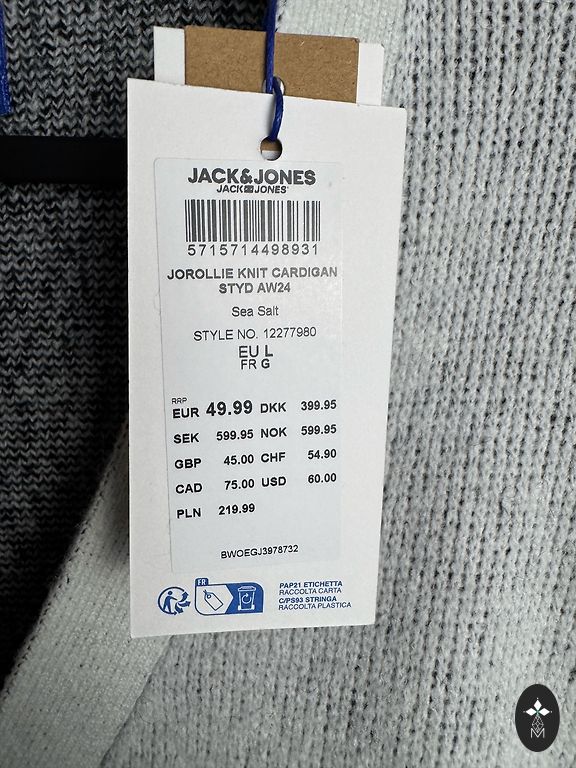 JACK&JONES
JACK & JONES
5715714498931
JOROLLIE KNIT CARDIGAN
STYD AW24
Sea Salt
STYLE NO. 12277980
EU L
FR G
RRP
EUR 49.99 DKK 399.95
SEK 599.95 NOK 599.95
GBP 45.00 CHF 54.90
CAD 75.00 USD 60.00
PLN 219.99
BWOEGJ3978732
FR
PAP21 ETICHETTA
RACCOLTA CARTA
C/PS93 STRINGA
RACCOLTA PLASTICA
M